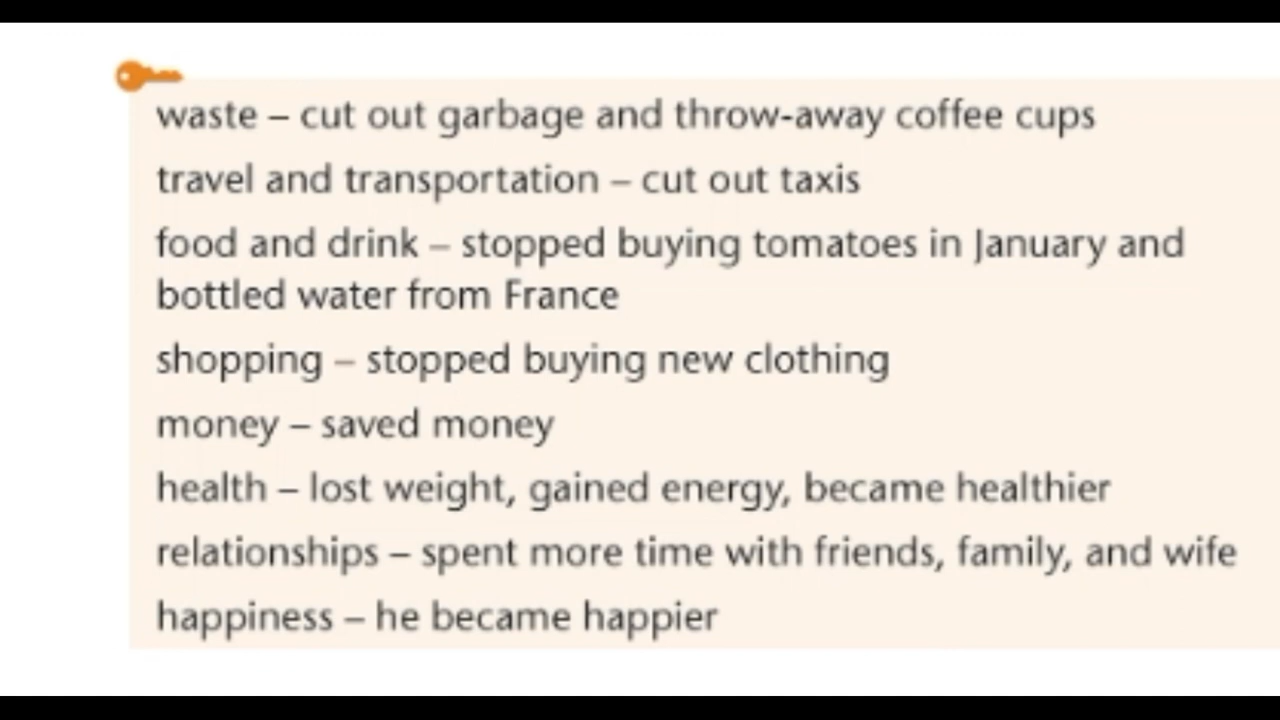 waste – cut out garbage and throw-away coffee cups
travel and transportation – cut out taxis
food and drink – stopped buying tomatoes in January and
bottled water from France
shopping – stopped buying new clothing
money – saved money
health – lost weight, gained energy, became healthier
relationships – spent more time with friends, family, and wife
happiness – he became happier